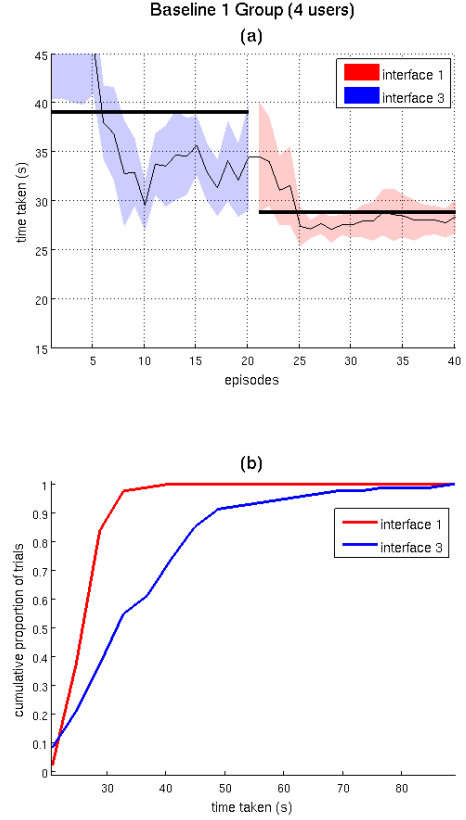 Baseline 1 Group (4 users)
(a)
45
40
35
30
25
20
15
time taken (s)
interface 1
interface 3
5 10 15 20 25 30 35 40
episodes
(b)
1
0.9
0.8
0.7
0.6
0.5
0.4
0.3
0.2
0.1
0
cumulative proportion of trials
interface 1
interface 3
30 40 50 60 70 80
time taken (s)